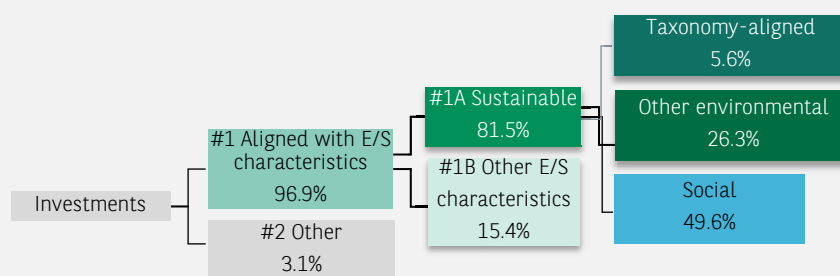 Investments
#1 Aligned with E/S
characteristics
96.9%
#2 Other
3.1%
#1A Sustainable
81.5%
#1B Other E/S
characteristics
15.4%
Taxonomy-aligned
5.6%
Other environmental
26.3%
Social
49.6%